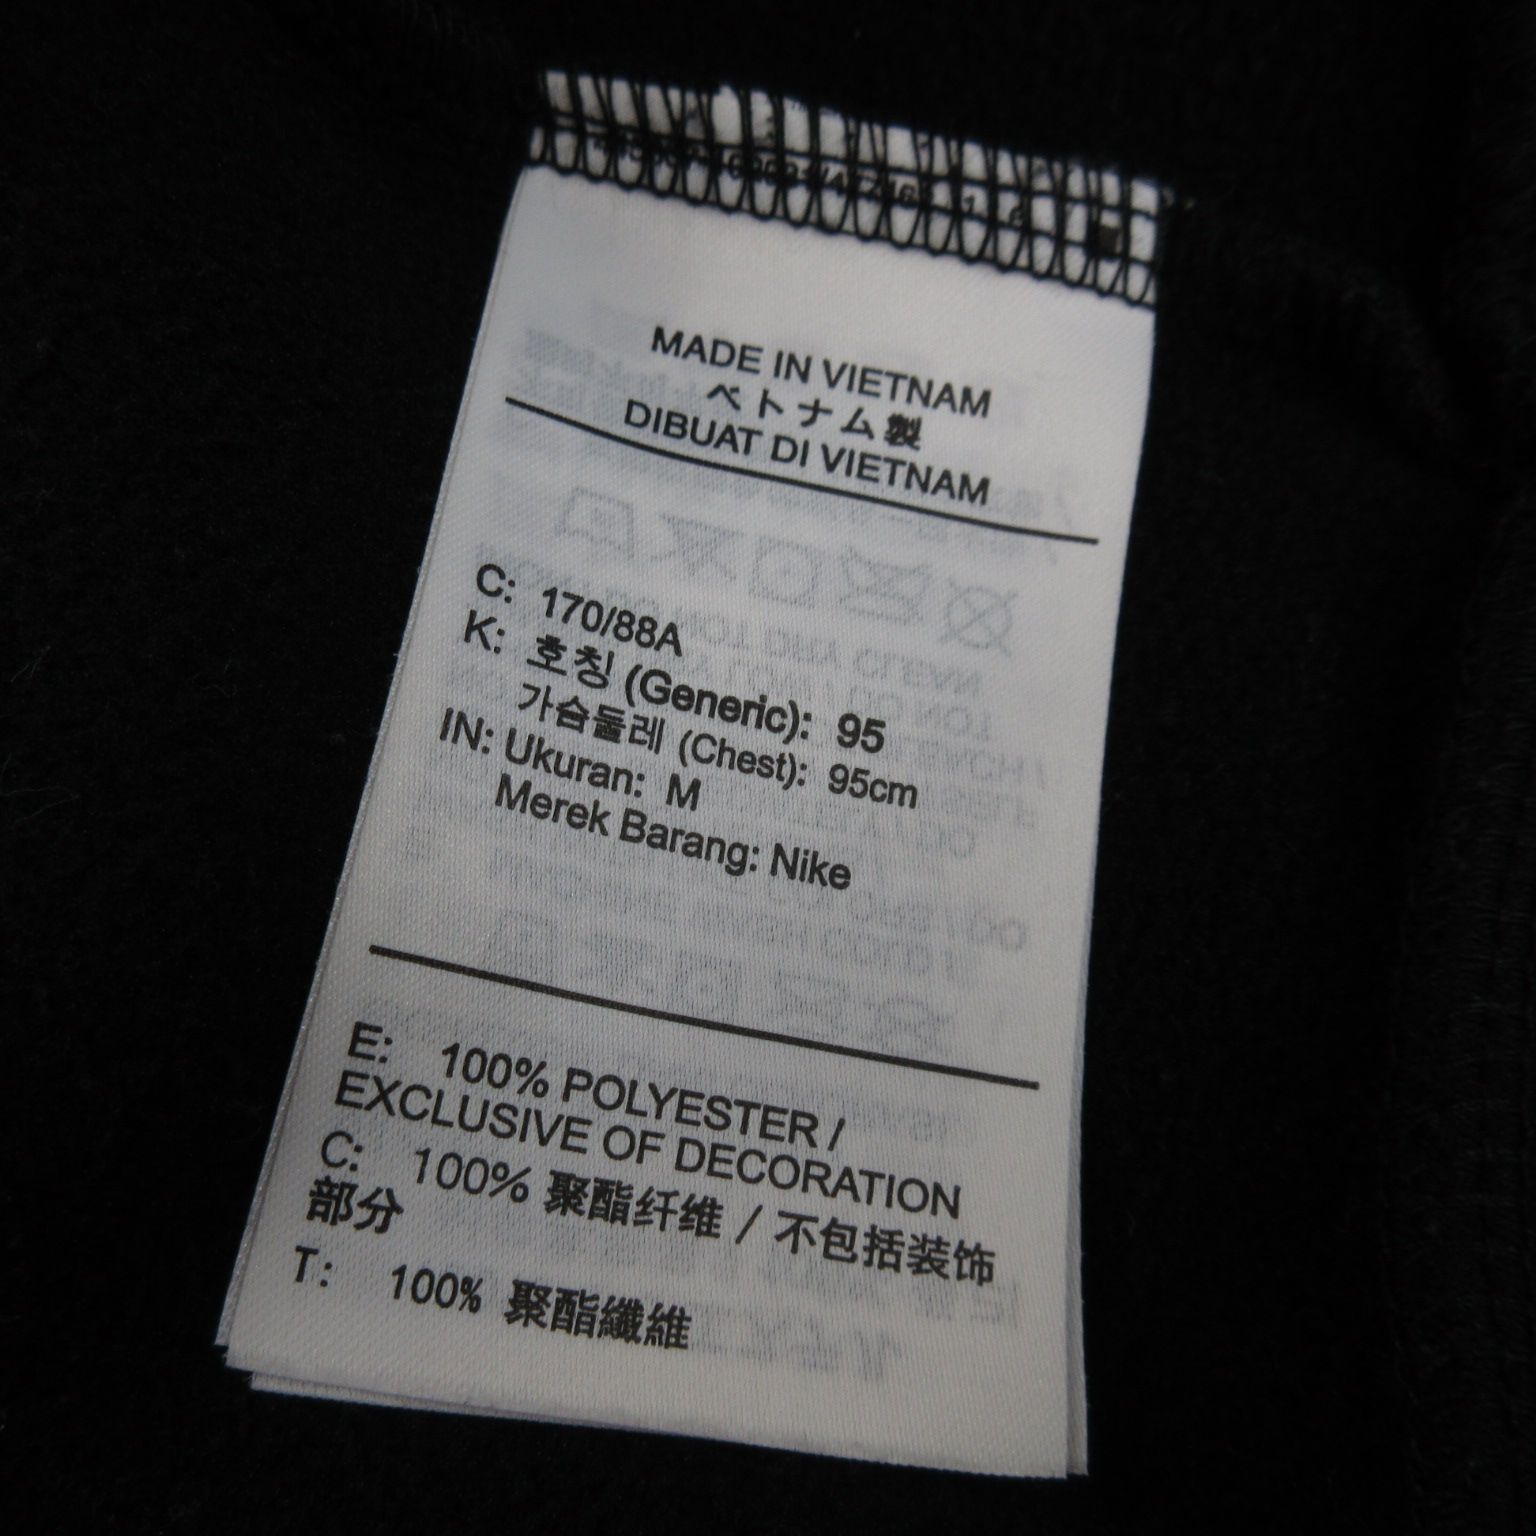 MADE IN VIETNAM
ベトナム製
DIBUAT DI VIETNAM
C: 170/88A
K: 호칭 (Generic): 95
가슴둘레 (Chest): 95cm
IN: Ukuran: M
Merek Barang: Nike
E: 100% POLYESTER /
EXCLUSIVE OF DECORATION
C: 100% 聚酯纤维 / 不包括装饰
部分
T: 100% 聚酯纖維